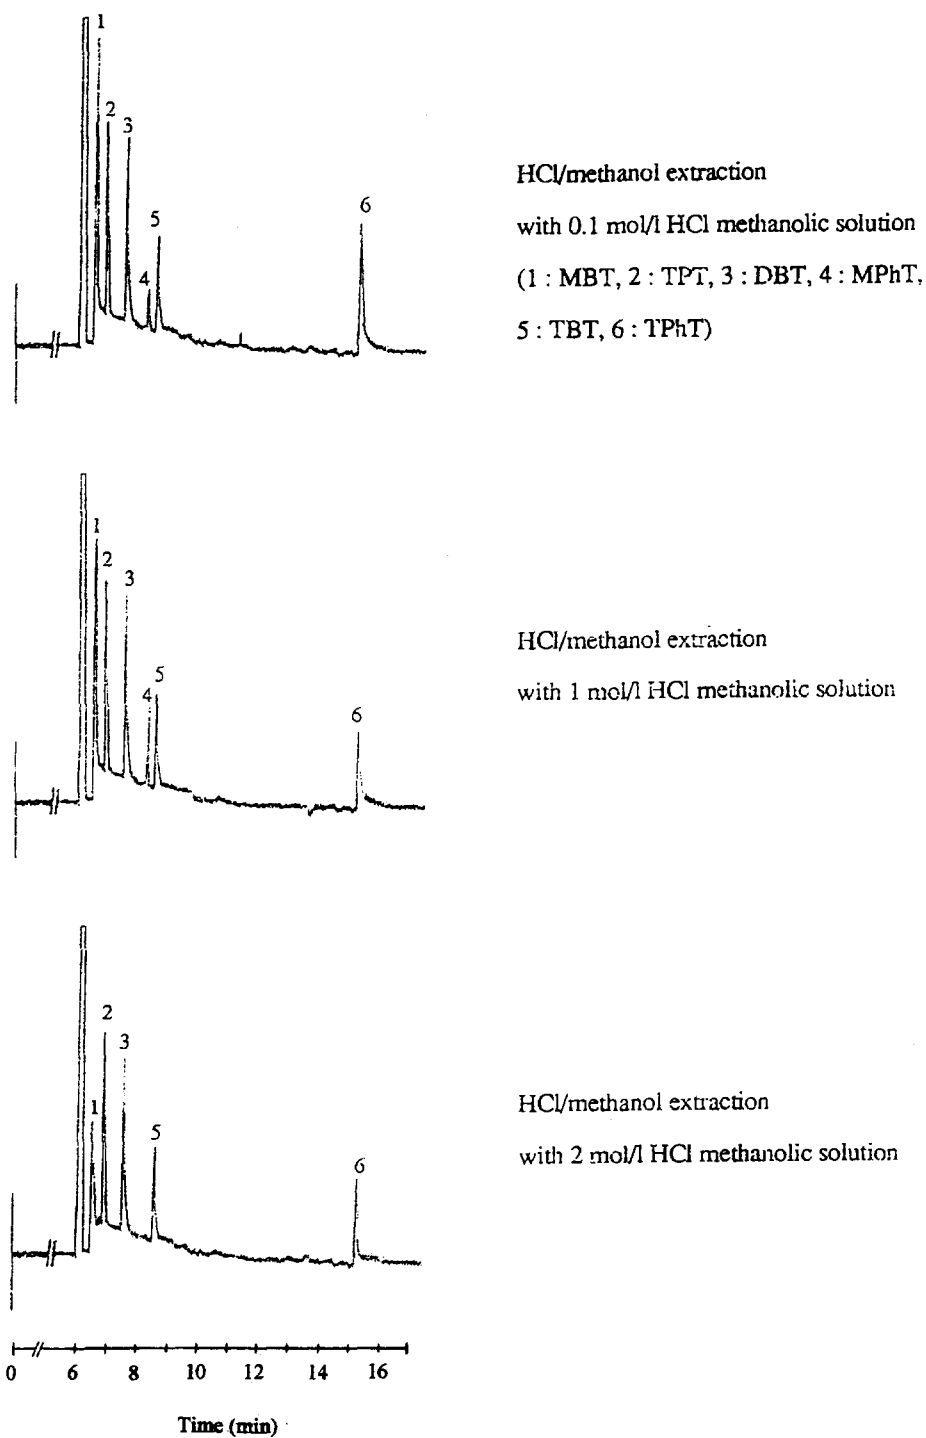 1
2
3
4
5
6
HCl/methanol extraction
with 0.1 mol/l HCl methanolic solution
(1 : MBT, 2 : TPT, 3 : DBT, 4 : MPhT,
5 : TBT, 6 : TPhT)
1
2
3
4
5
6
HCl/methanol extraction
with 1 mol/l HCl methanolic solution
1
2
3
5
6
HCl/methanol extraction
with 2 mol/l HCl methanolic solution
0 6 8 10 12 14 16
Time (min)